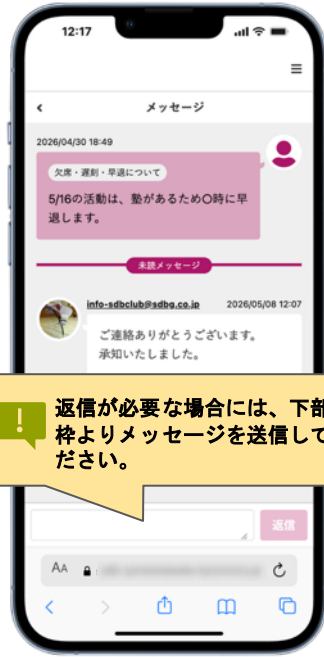 12:17
メッセージ
2026/04/30 18:49
欠席・遅刻・早退について
5/16の活動は、塾があるため〇時に早
退します。
未読メッセージ
info-sdbclub@sdbg.co.jp 2026/05/08 12:07
ご連絡ありがとうございます。
承知いたしました。
! 返信が必要な場合には、下部
枠よりメッセージを送信して
ださい。
返信
AA